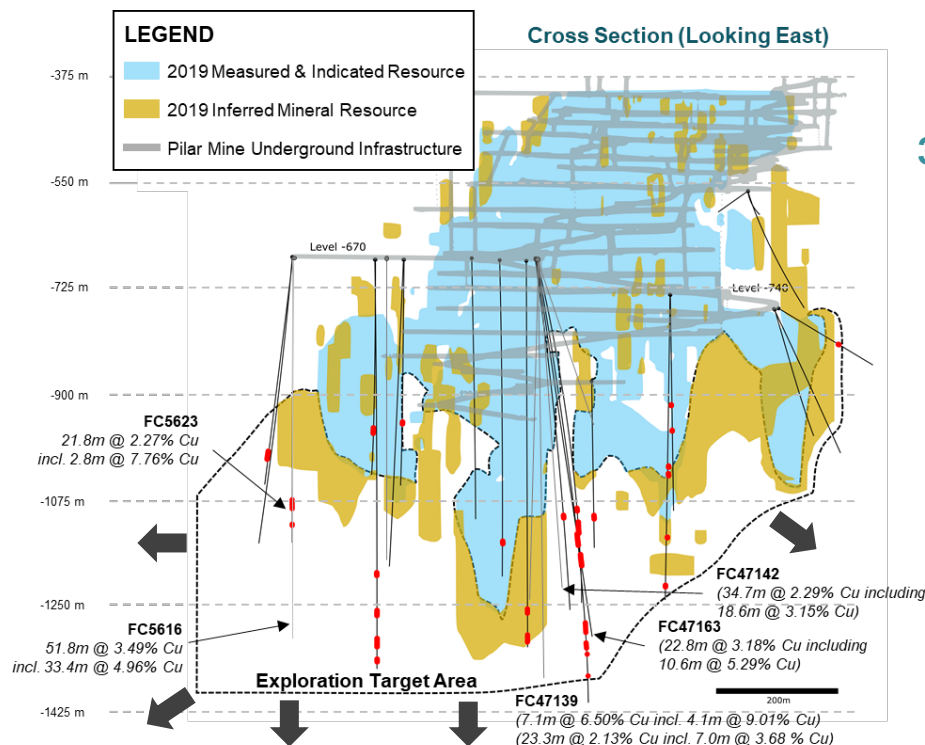 LEGEND
2019 Measured & Indicated Resource
2019 Inferred Mineral Resource
Pilar Mine Underground Infrastructure
Cross Section (Looking East)
3
-375 m
-550 m
Level -670
-725 m
Level -740
-900 m
FC5623
21.8m @ 2.27% Cu
incl. 2.8m @ 7.76% Cu
-1075 m
FC47142
(34.7m @ 2.29% Cu including
18.6m @ 3.15% Cu)
-1250 m
FC5616
51.8m @ 3.49% Cu
incl. 33.4m @ 4.96% Cu
FC47163
(22.8m @ 3.18% Cu including
10.6m @ 5.29% Cu)
Exploration Target Area
200m
FC47139
(7.1m @ 6.50% Cu incl. 4.1m @ 9.01% Cu)
(23.3m @ 2.13% Cu incl. 7.0m @ 3.68 % Cu)
-1425 m